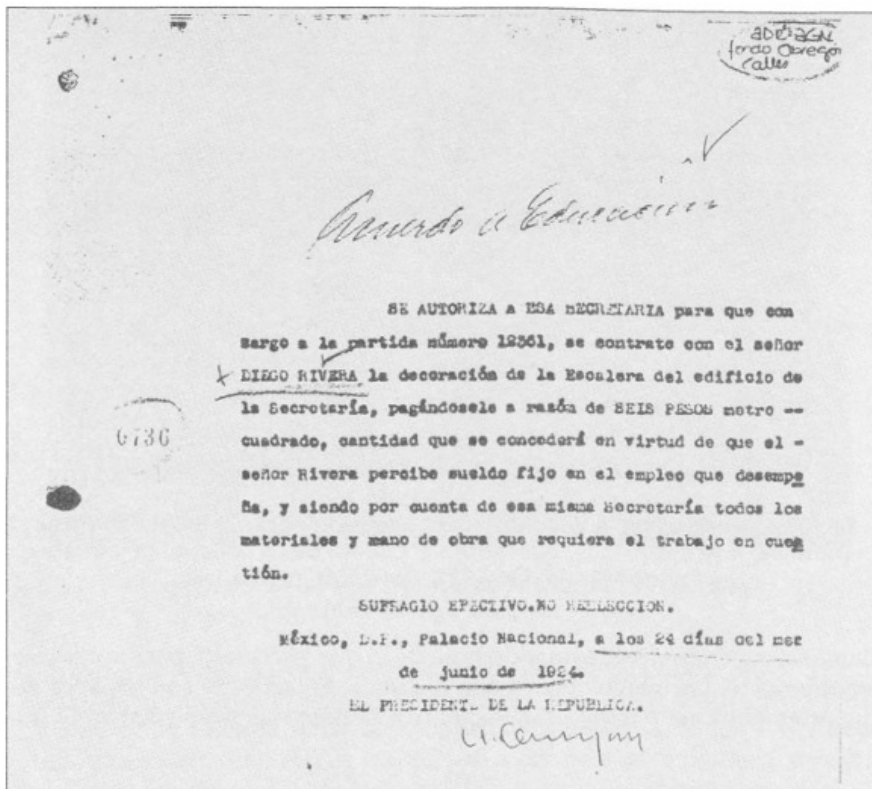 fondo Obregón
Calles
Acuerdo a Educación
SE AUTORIZA a ESA SECRETARIA para que con
cargo a la partida número 12361, se contrate con el señor
DIEGO RIVERA la decoración de la Escalera del edificio de
la Secretaría, pagándosele a razón de SEIS PESOS metro --
cuadrado, cantidad que se concederá en virtud de que el -
señor Rivera percibe sueldo fijo en el empleo que desempe
ña, y siendo por cuenta de esa misma Secretaría todos los
materiales y mano de obra que requiera el trabajo en cues
tión.
6736
SUFRAGIO EFECTIVO.NO REELECCION.
México, D.F., Palacio Nacional, a los 24 días del mes
de junio de 1924.
EL PRESIDENTE DE LA REPUBLICA.